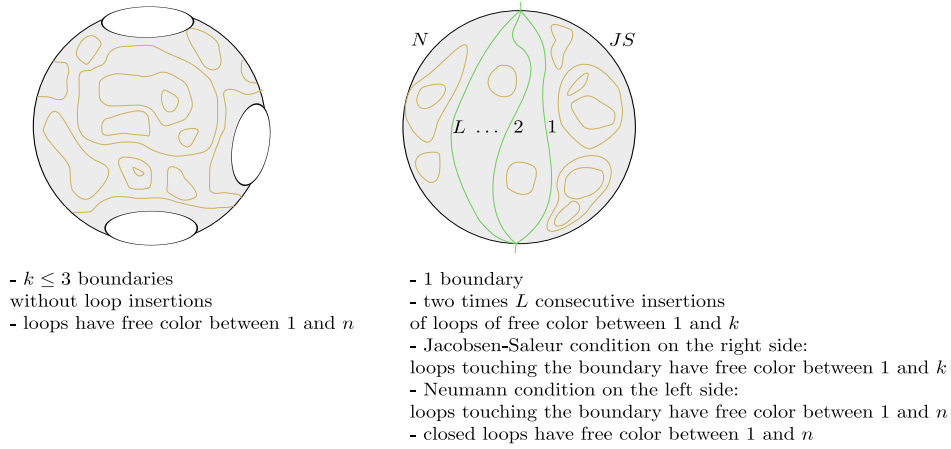 N
JS
L ... 2 1
- k ≤ 3 boundaries
without loop insertions
- loops have free color between 1 and n
- 1 boundary
- two times L consecutive insertions
of loops of free color between 1 and k
- Jacobsen-Saleur condition on the right side:
loops touching the boundary have free color between 1 and k
- Neumann condition on the left side:
loops touching the boundary have free color between 1 and n
- closed loops have free color between 1 and n